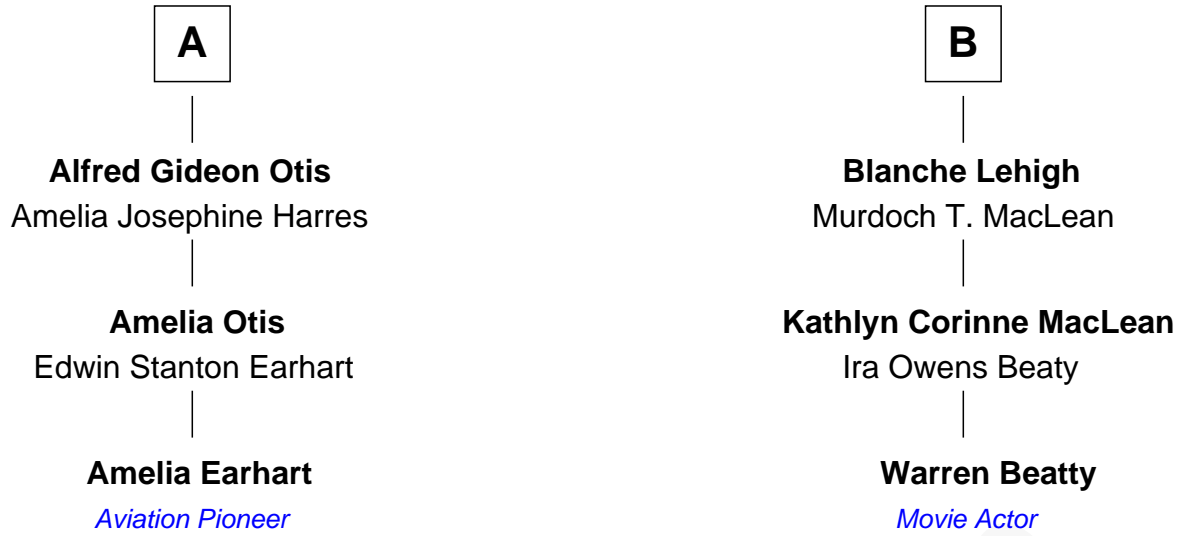 A
Alfred Gideon Otis
Amelia Josephine Harres
Amelia Otis
Edwin Stanton Earhart
Amelia Earhart
Aviation Pioneer
B
Blanche Lehigh
Murdoch T. MacLean
Kathlyn Corinne MacLean
Ira Owens Beaty
Warren Beatty
Movie Actor